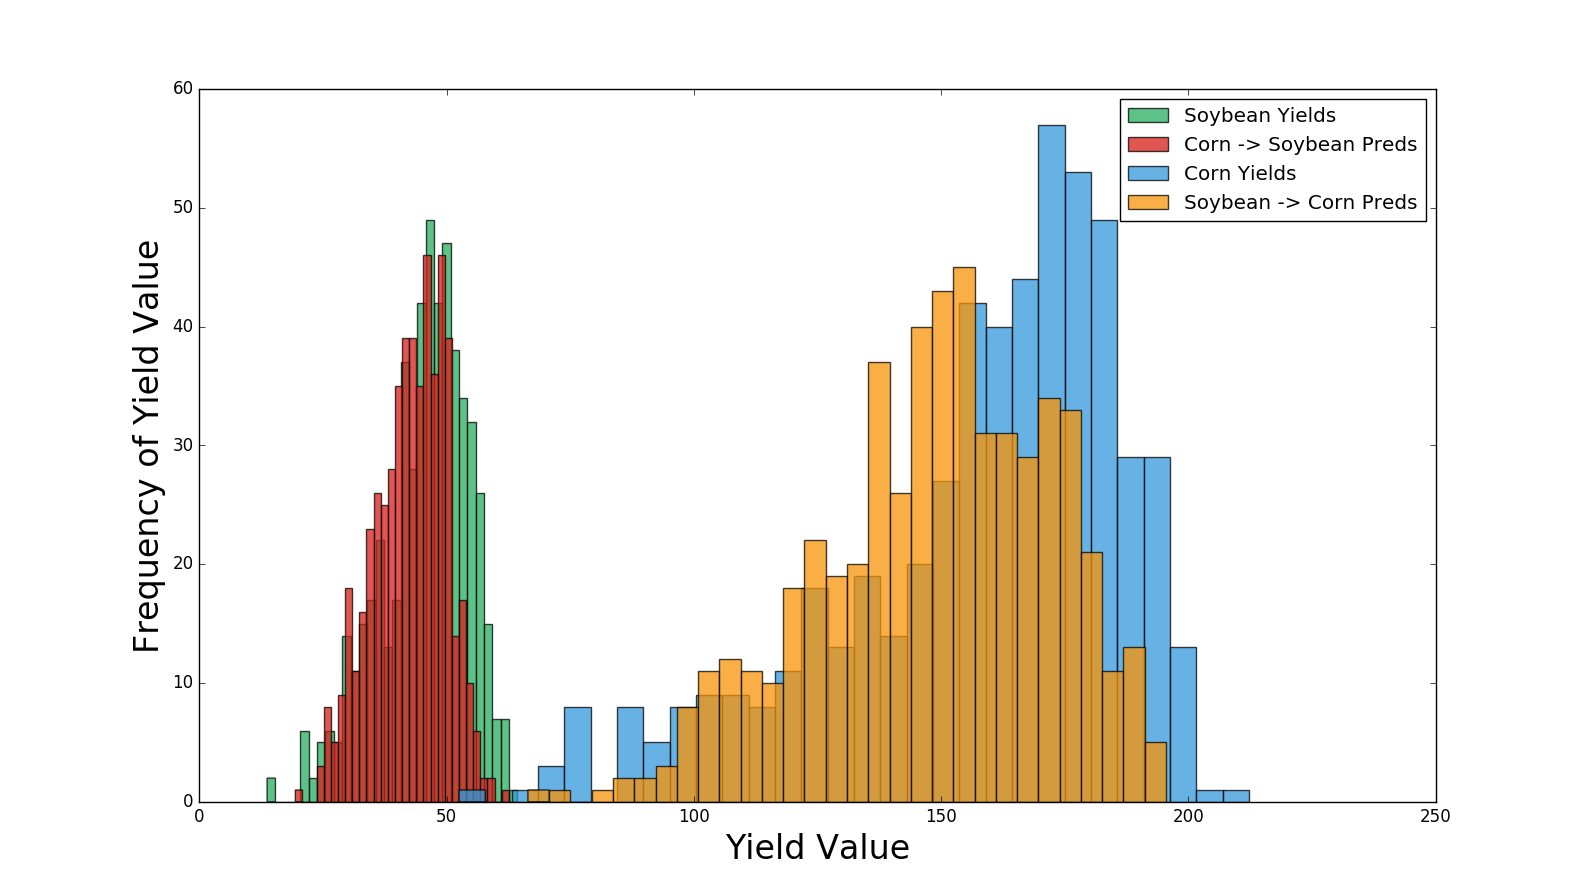 60
50
40
30
20
10
0
0 50 100 150 200 250
Frequency of Yield Value
Yield Value
Soybean Yields
Corn -> Soybean Preds
Corn Yields
Soybean -> Corn Preds